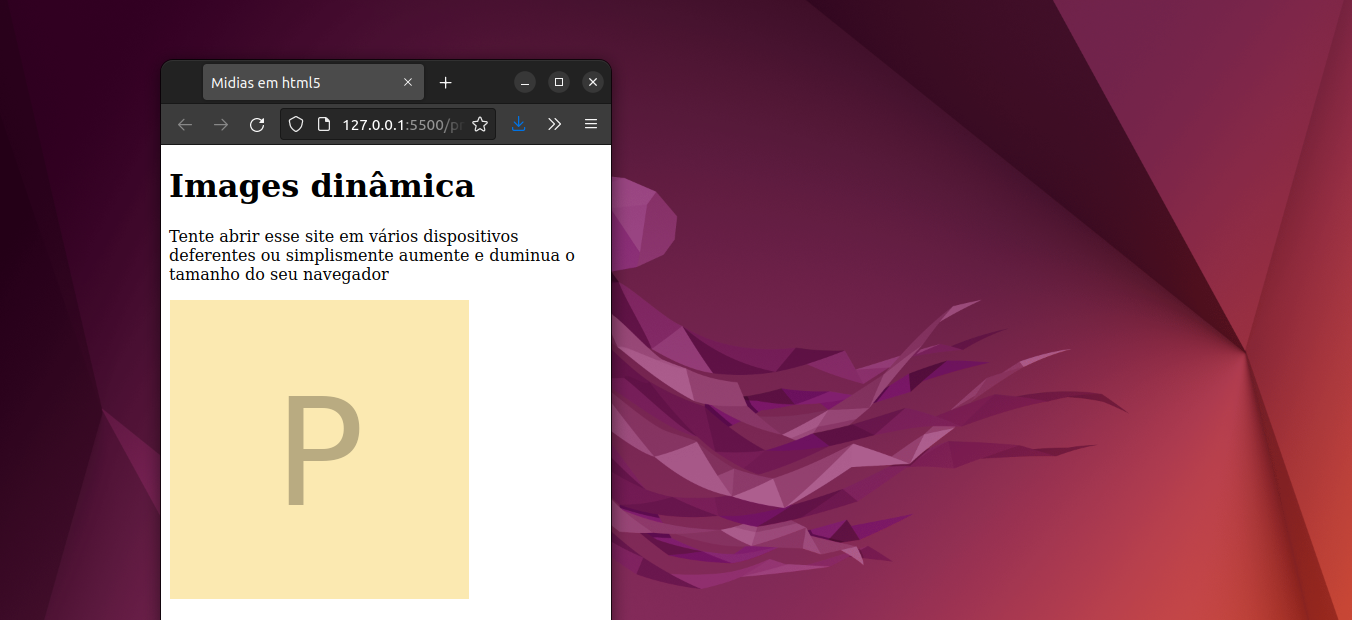 Midias em html5
127.0.0.1:5500/p
Images dinâmica
Tente abrir esse site em vários dispositivos
deferentes ou simplismente aumente e duminua o
tamanho do seu navegador
P